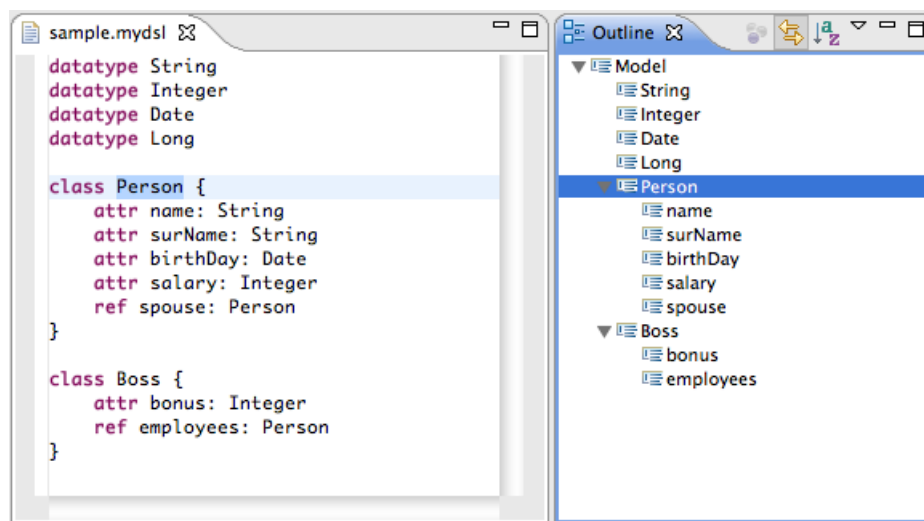 sample.mydsl
datatype String
datatype Integer
datatype Date
datatype Long
class Person {
    attr name: String
    attr surName: String
    attr birthDay: Date
    attr salary: Integer
    ref spouse: Person
}
class Boss {
    attr bonus: Integer
    ref employees: Person
}
Outline
Model
String
Integer
Date
Long
Person
name
surName
birthDay
salary
spouse
Boss
bonus
employees